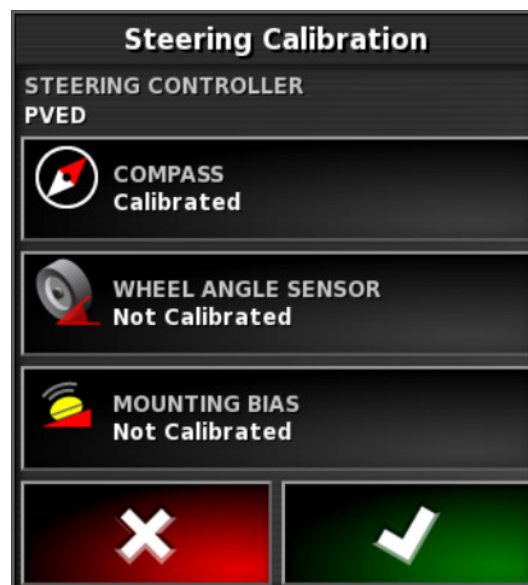 Steering Calibration
STEERING CONTROLLER
PVED
COMPASS
Calibrated
WHEEL ANGLE SENSOR
Not Calibrated
MOUNTING BIAS
Not Calibrated